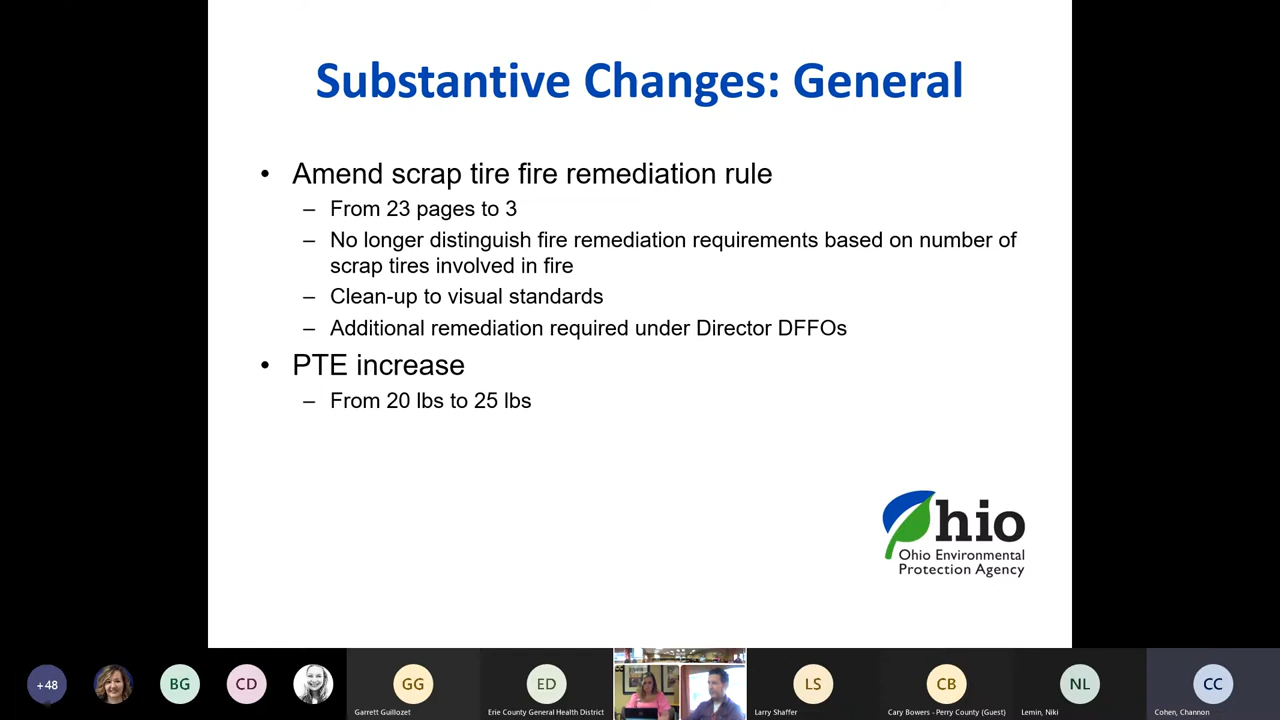 Substantive Changes: General
• Amend scrap tire fire remediation rule
– From 23 pages to 3
– No longer distinguish fire remediation requirements based on number of
scrap tires involved in fire
– Clean-up to visual standards
– Additional remediation required under Director DFFOs
• PTE increase
– From 20 lbs to 25 lbs
Ohio
Ohio Environmental
Protection Agency
+48
BG
CD
GG
ED
LS
CB
NL
CC
Garrett Guillozet
Erie County General Health District
Larry Shaffer
Cary Bowers - Perry County (Guest)
Lemin, Niki
Cohen, Channon